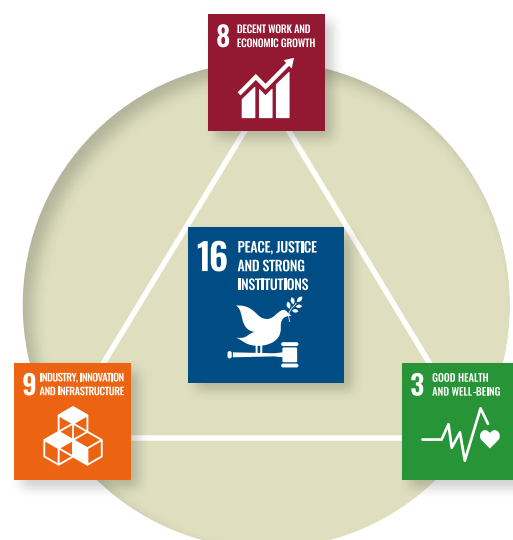 8 DECENT WORK AND
ECONOMIC GROWTH
16 PEACE, JUSTICE
AND STRONG
INSTITUTIONS
9 INDUSTRY, INNOVATION
AND INFRASTRUCTURE
3 GOOD HEALTH
AND WELL-BEING